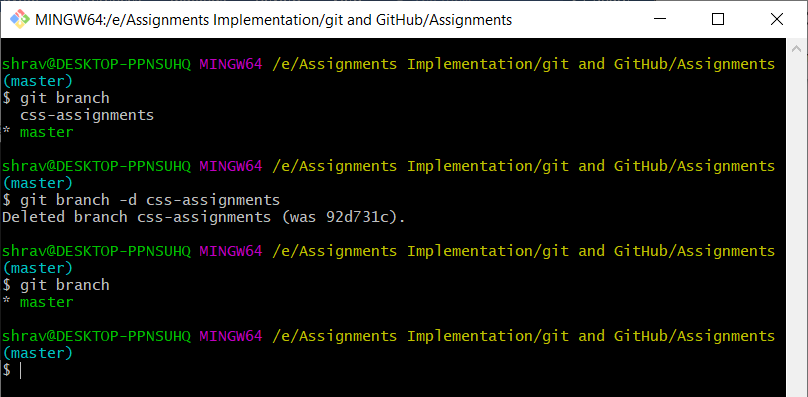 MINGW64:/e/Assignments Implementation/git and GitHub/Assignments
shrav@DESKTOP-PPNSUHQ MINGW64 /e/Assignments Implementation/git and GitHub/Assignments
(master)
$ git branch
  css-assignments
* master
shrav@DESKTOP-PPNSUHQ MINGW64 /e/Assignments Implementation/git and GitHub/Assignments
(master)
$ git branch -d css-assignments
Deleted branch css-assignments (was 92d731c).
shrav@DESKTOP-PPNSUHQ MINGW64 /e/Assignments Implementation/git and GitHub/Assignments
(master)
$ git branch
* master
shrav@DESKTOP-PPNSUHQ MINGW64 /e/Assignments Implementation/git and GitHub/Assignments
(master)
$